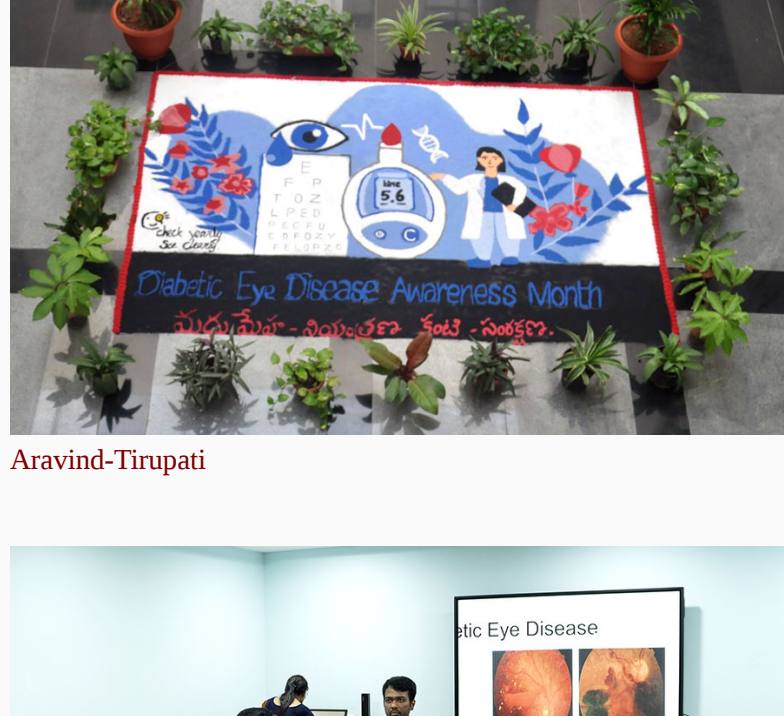 E
F P
T O Z
L P E D
P E C F D
E D F O Z Y
F E L O P Z D
time
5.6
C
check yearly
See clearly
Diabetic Eye Disease Awareness Month
మధుమేహ - నియంత్రణ కంటి - సంరక్షణ.
Aravind-Tirupati
etic Eye Disease